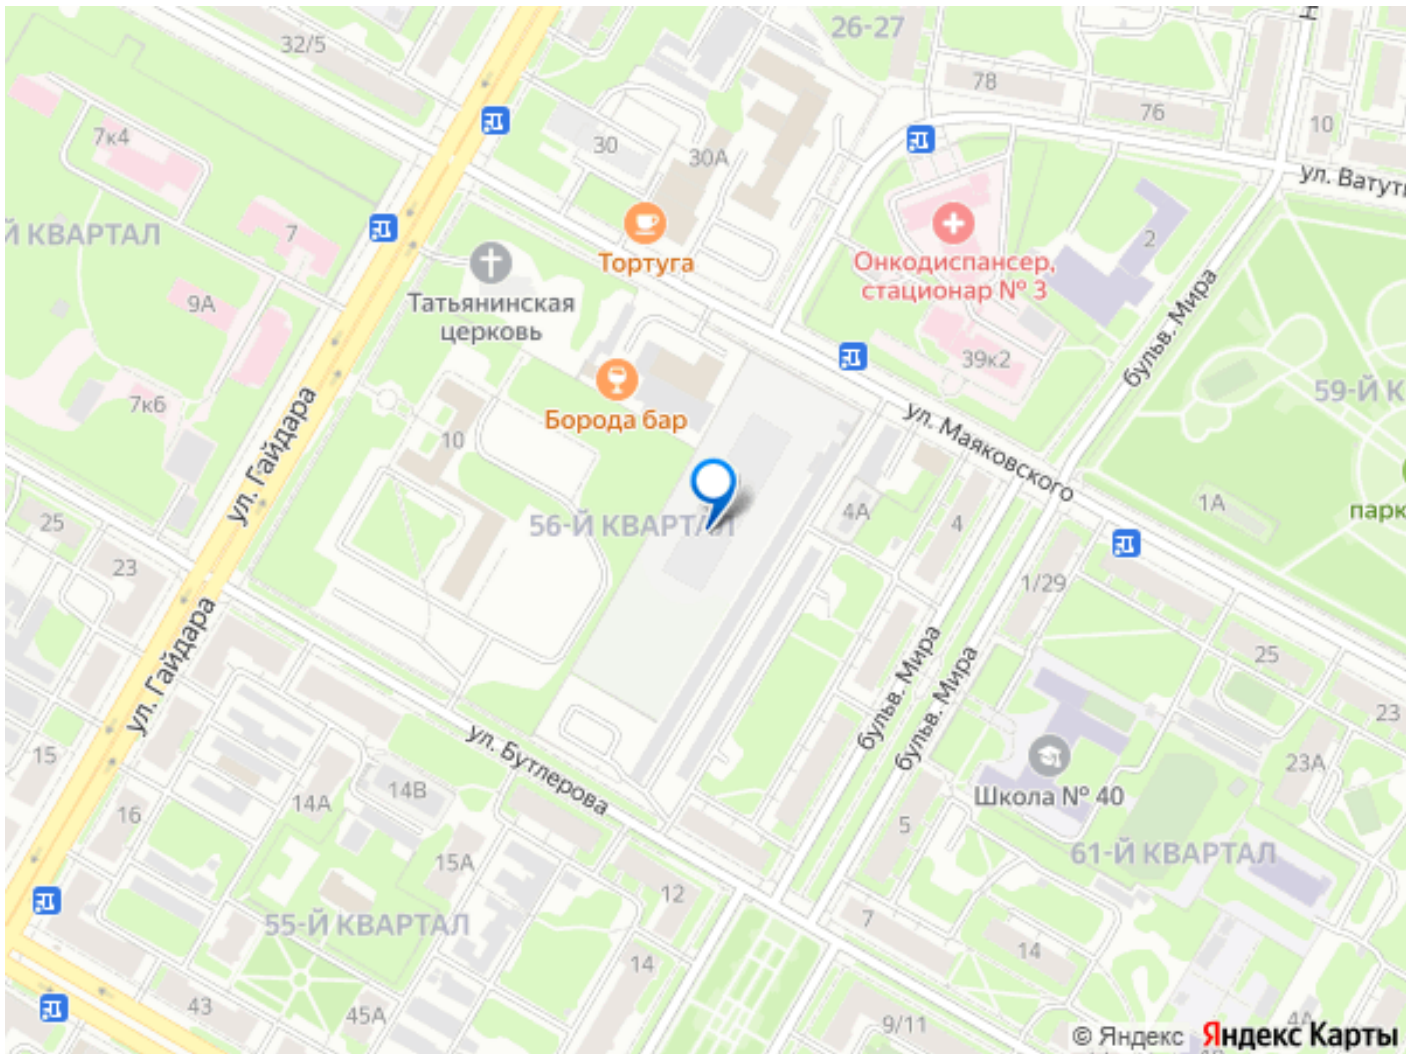 26-27
32/5
78
76
10
7к4
30
30А
ул. Ватути
Й КВАРТАЛ
7
2
Тортуга
Онкодиспансер,
стационар № 3
9А
Татьянинская
церковь
бульв. Мира
39к2
59-Й К
7к6
Борода бар
ул. Маяковского
ул. Гайдара
10
1А
парк
56-Й КВАРТАЛ
4А
4
25
23
1/29
ул. Гайдара
бульв. Мира
бульв. Мира
25
23
15
ул. Бутлерова
23А
14А
14В
Школа № 40
16
5
61-Й КВАРТАЛ
15А
12
55-Й КВАРТАЛ
7
14
14
43
45А
9/11
4А
© Яндекс Яндекс Карты